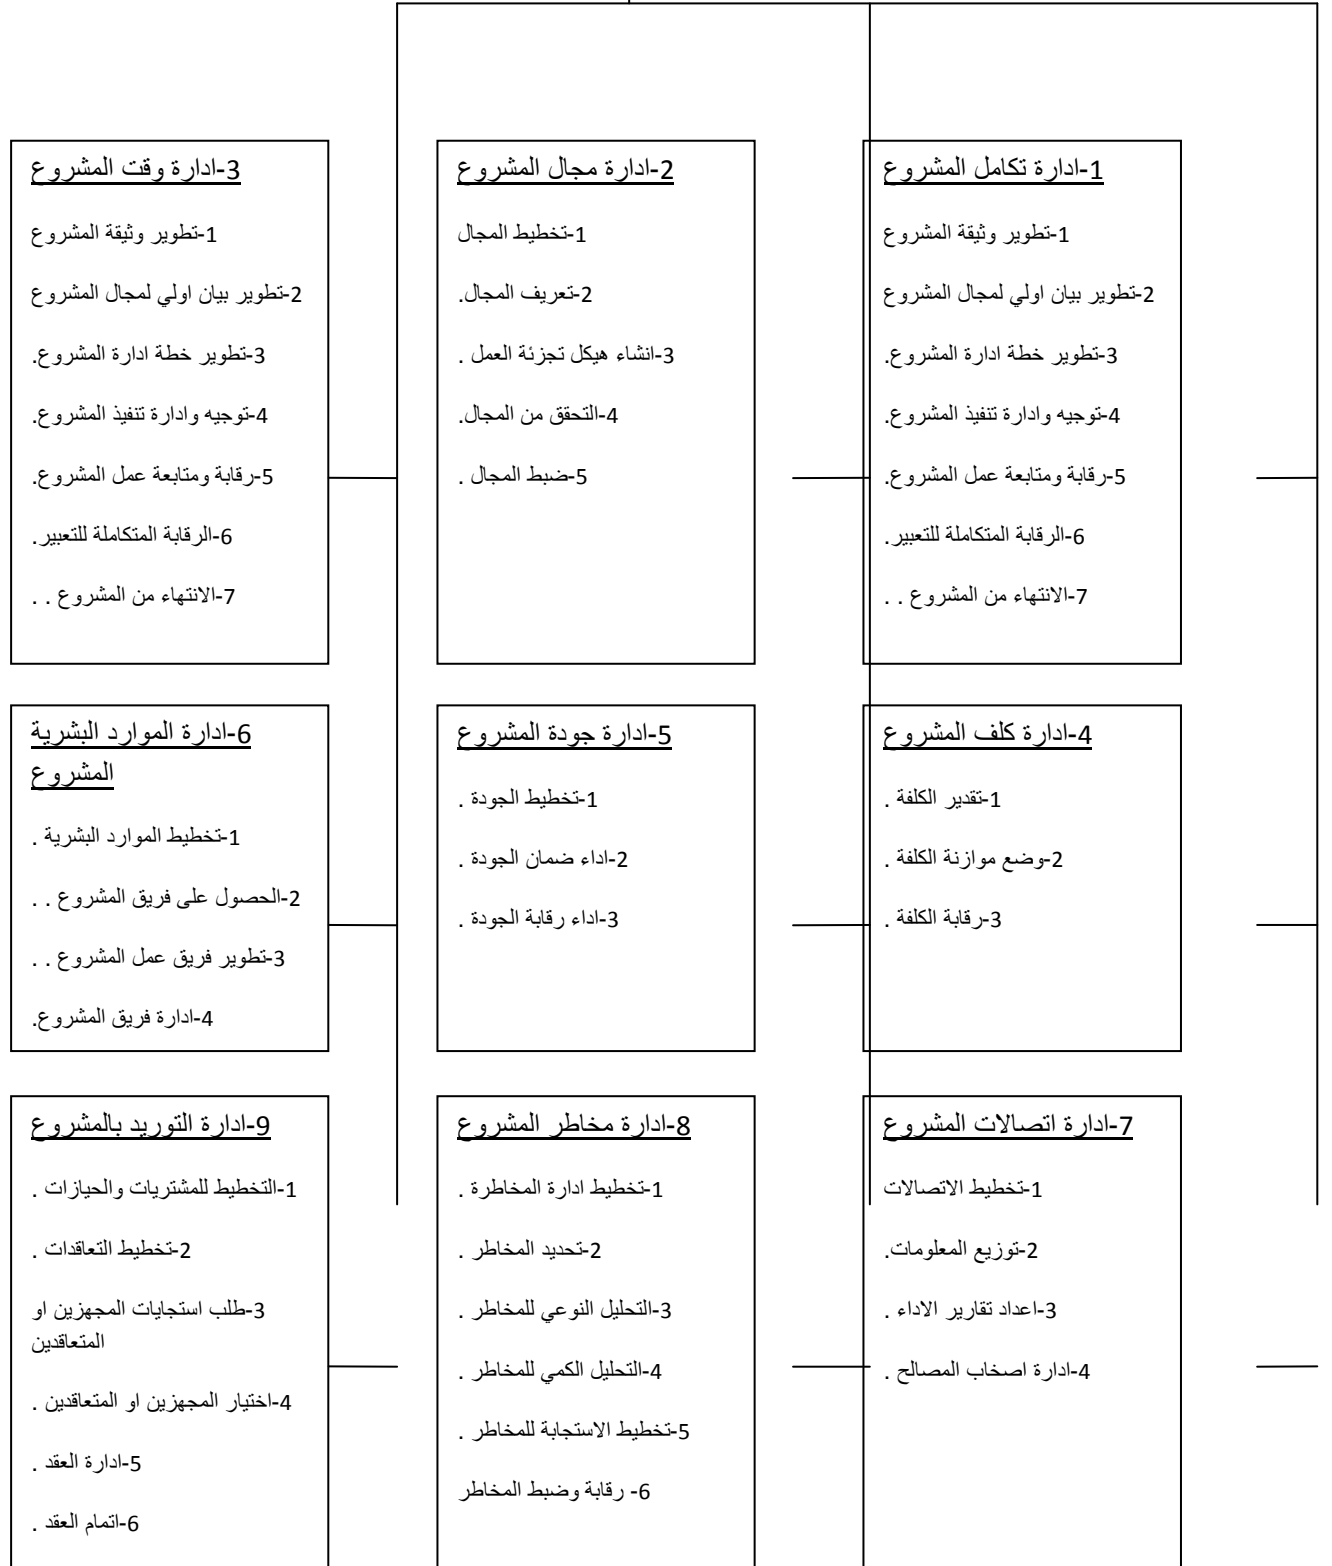 1-ادارة تكامل المشروع
1-تطوير وثيقة المشروع
2-تطوير بيان اولي لمجال المشروع
3-تطوير خطة ادارة المشروع.
4-توجيه وادارة تنفيذ المشروع.
5-رقابة ومتابعة عمل المشروع.
6-الرقابة المتكاملة للتعبير.
7-الانتهاء من المشروع . .
2-ادارة مجال المشروع
1-تخطيط المجال
2-تعريف المجال.
3-انشاء هيكل تجزئة العمل .
4-التحقق من المجال.
5-ضبط المجال .
3-ادارة وقت المشروع
1-تطوير وثيقة المشروع
2-تطوير بيان اولي لمجال المشروع
3-تطوير خطة ادارة المشروع.
4-توجيه وادارة تنفيذ المشروع.
5-رقابة ومتابعة عمل المشروع.
6-الرقابة المتكاملة للتعبير.
7-الانتهاء من المشروع . .
4-ادارة كلف المشروع
1-تقدير الكلفة .
2-وضع موازنة الكلفة .
3-رقابة الكلفة .
5-ادارة جودة المشروع
1-تخطيط الجودة .
2-اداء ضمان الجودة .
3-اداء رقابة الجودة .
6-ادارة الموارد البشرية
المشروع
1-تخطيط الموارد البشرية .
2-الحصول على فريق المشروع . .
3-تطوير فريق عمل المشروع . .
4-ادارة فريق المشروع.
7-ادارة اتصالات المشروع
1-تخطيط الاتصالات
2-توزيع المعلومات.
3-اعداد تقارير الاداء .
4-ادارة اصخاب المصالح .
8-ادارة مخاطر المشروع
1-تخطيط ادارة المخاطرة .
2-تحديد المخاطر .
3-التحليل النوعي للمخاطر .
4-التحليل الكمي للمخاطر .
5-تخطيط الاستجابة للمخاطر .
6- رقابة وضبط المخاطر
9-ادارة التوريد بالمشروع
1-التخطيط للمشتريات والحيازات .
2-تخطيط التعاقدات .
3-طلب استجايات المجهزين او
المتعاقدين
4-اختيار المجهزين او المتعاقدين .
5-ادارة العقد .
6-اتمام العقد .